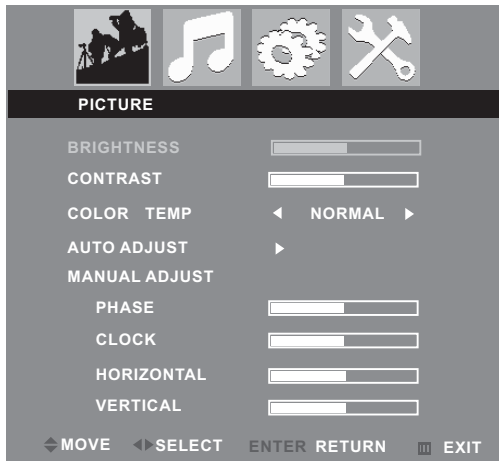 PICTURE
BRIGHTNESS
CONTRAST
COLOR TEMP NORMAL
AUTO ADJUST
MANUAL ADJUST
PHASE
CLOCK
HORIZONTAL
VERTICAL
MOVE SELECT ENTER RETURN EXIT